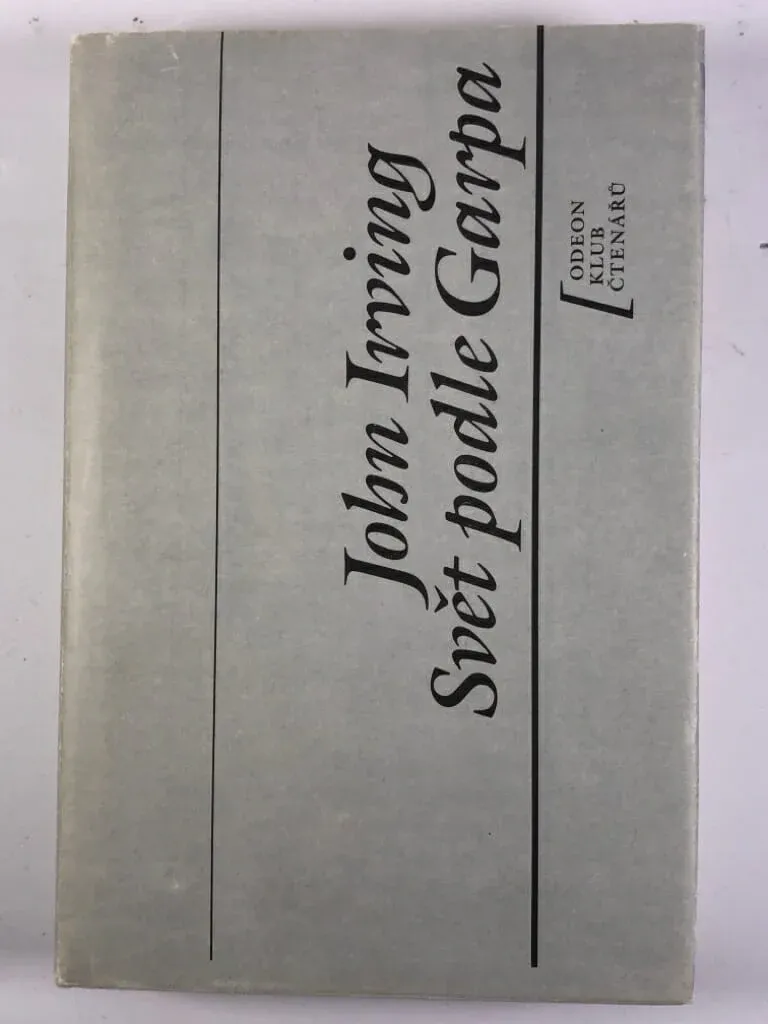 John Irving
Svět podle Garpa
ODEON
KLUB
ČTENÁŘŮ